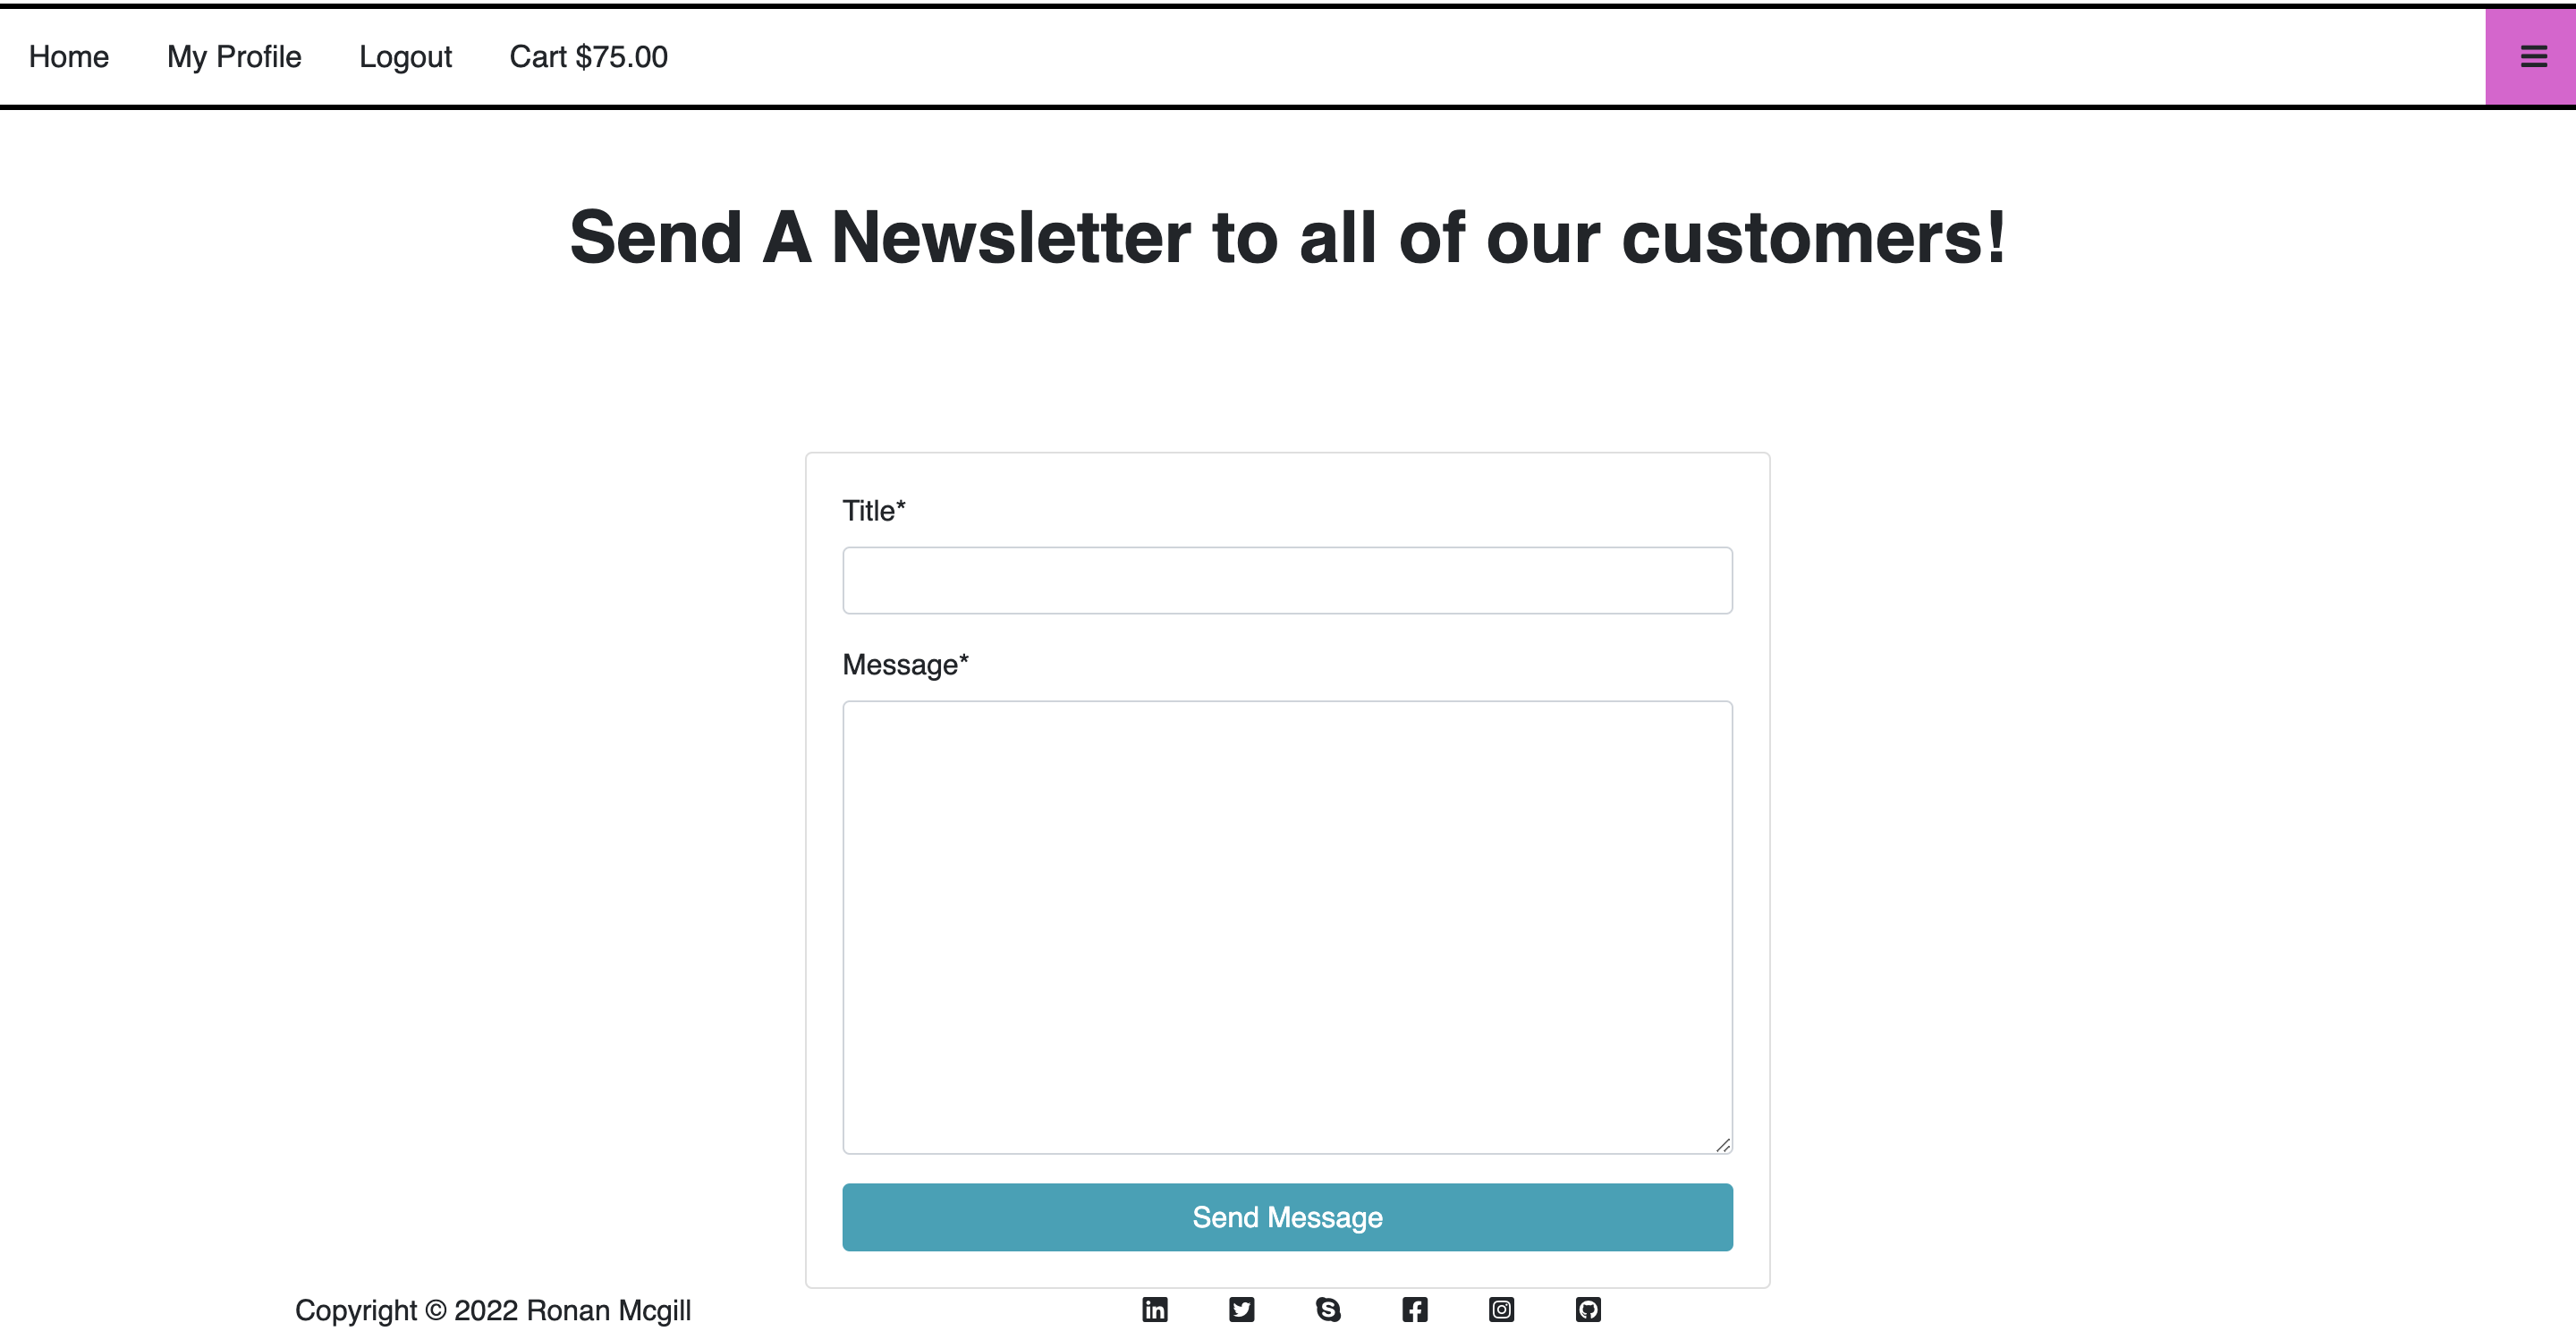 Home My Profile Logout Cart $75.00
Send A Newsletter to all of our customers!
Title*
Message*
Send Message
Copyright © 2022 Ronan Mcgill